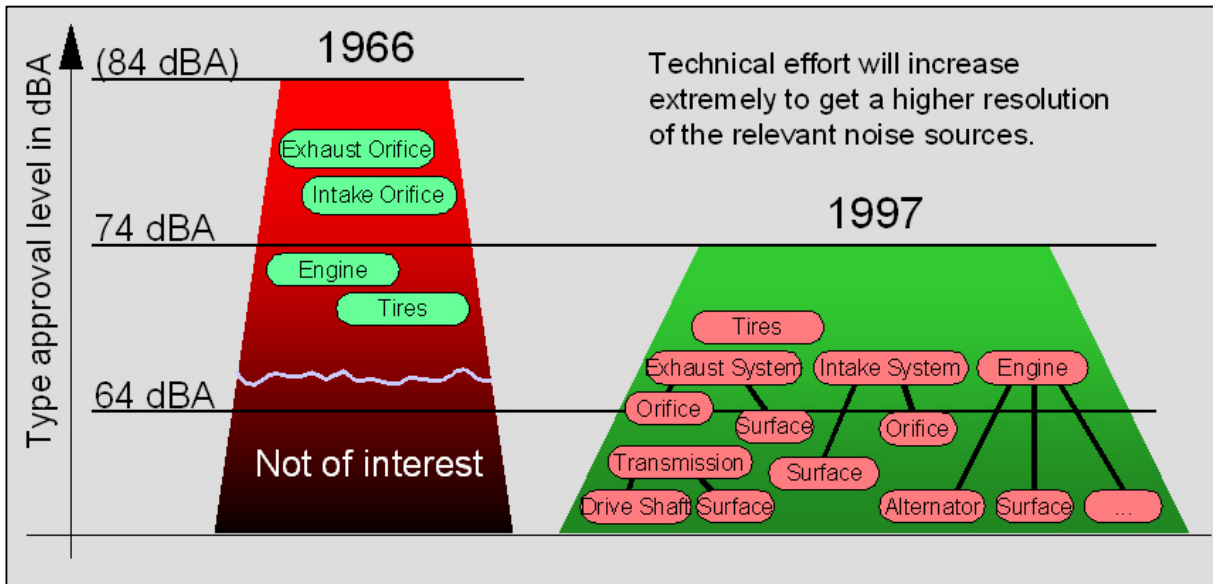 Type approval level in dBA
(84 dBA)
1966
Technical effort will increase
extremely to get a higher resolution
of the relevant noise sources.
Exhaust Orifice
Intake Orifice
74 dBA
1997
Engine
Tires
Tires
Exhaust System
Intake System
Engine
64 dBA
Orifice
Surface
Orifice
Not of interest
Transmission
Surface
Drive Shaft
Surface
Alternator
Surface
...